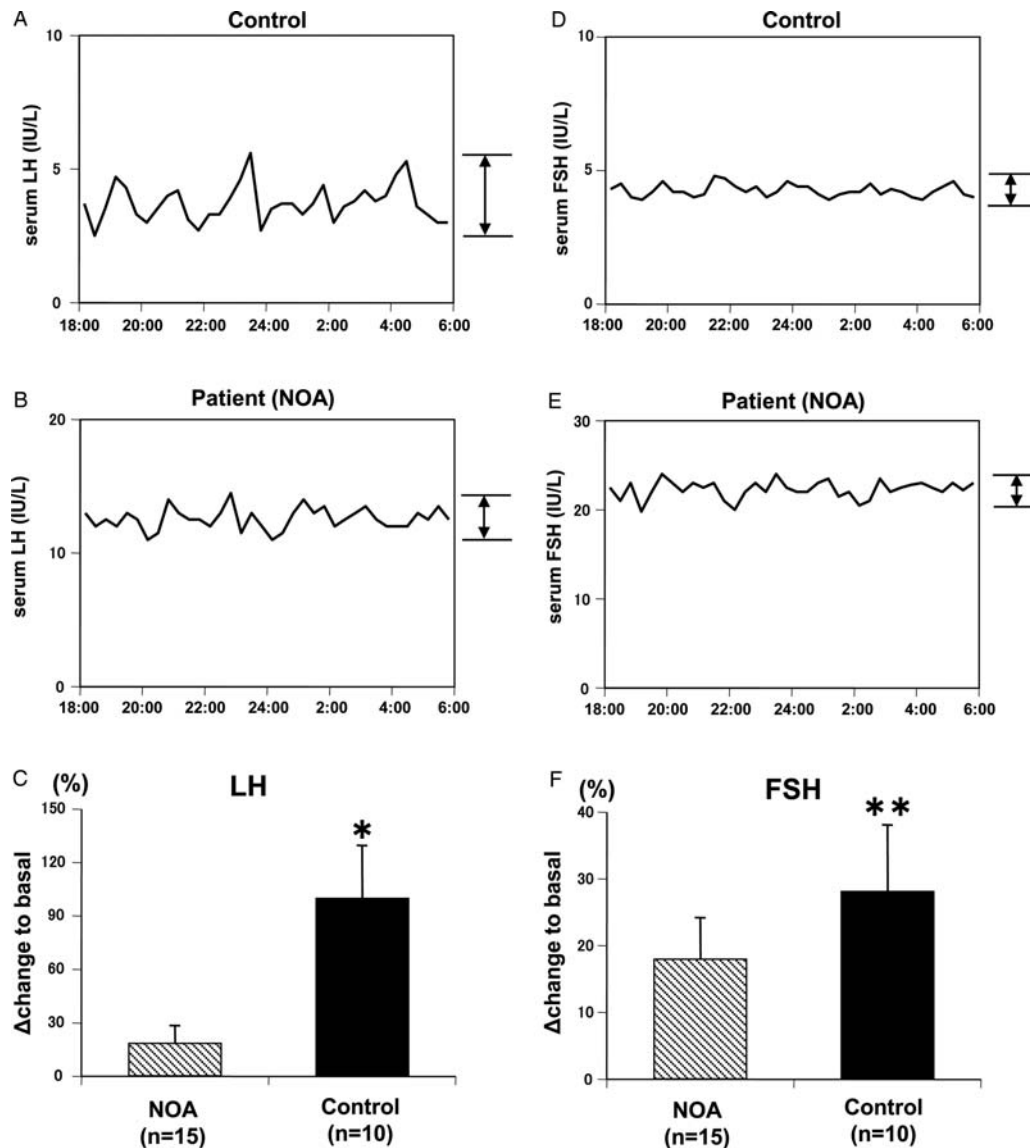 A
Control
serum LH (IU/L)
10
5
0
18:00 20:00 22:00 24:00 2:00 4:00 6:00
D
Control
serum FSH (IU/L)
10
5
0
18:00 20:00 22:00 24:00 2:00 4:00 6:00
B
Patient (NOA)
serum LH (IU/L)
20
10
0
18:00 20:00 22:00 24:00 2:00 4:00 6:00
E
Patient (NOA)
serum FSH (IU/L)
30
20
10
0
18:00 20:00 22:00 24:00 2:00 4:00 6:00
C
(%)
LH
Δchange to basal
150
120
90
60
30
0
*
NOA
(n=15)
Control
(n=10)
F
(%)
FSH
Δchange to basal
40
30
20
10
0
**
NOA
(n=15)
Control
(n=10)